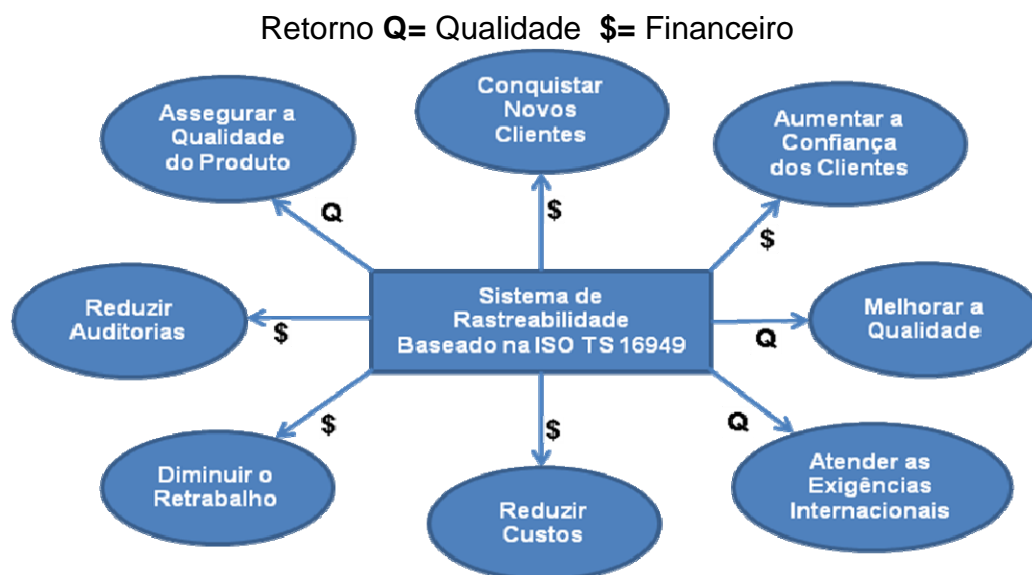 Retorno Q= Qualidade $= Financeiro
Conquistar
Novos
Clientes
Assegurar a
Qualidade
do Produto
Aumentar a
Confiança
dos Clientes
Q
$
$
Reduzir
Auditorias
$
Sistema de
Rastreabilidade
Baseado na ISO TS 16949
Q
Melhorar a
Qualidade
$
$
Q
Diminuir o
Retrabalho
Reduzir
Custos
Atender as
Exigências
Internacionais